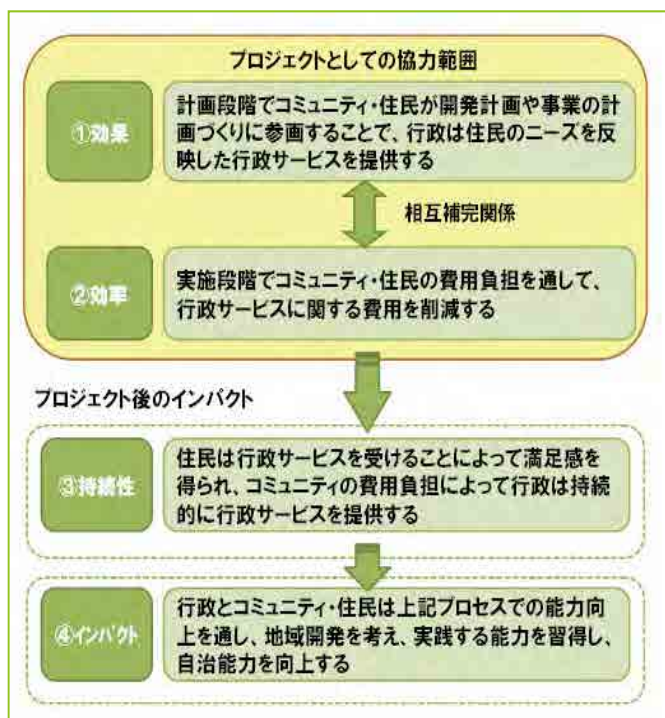 プロジェクトとしての協力範囲
①効果
計画段階でコミュニティ・住民が開発計画や事業の計
画づくりに参画することで、行政は住民のニーズを反
映した行政サービスを提供する
相互補完関係
②効率
実施段階でコミュニティ・住民の費用負担を通して、
行政サービスに関する費用を削減する
プロジェクト後のインパクト
③持続性
住民は行政サービスを受けることによって満足感を
得られ、コミュニティの費用負担によって行政は持続
的に行政サービスを提供する
④インパクト
行政とコミュニティ・住民は上記プロセスでの能力向
上を通し、地域開発を考え、実践する能力を習得し、
自治能力を向上する